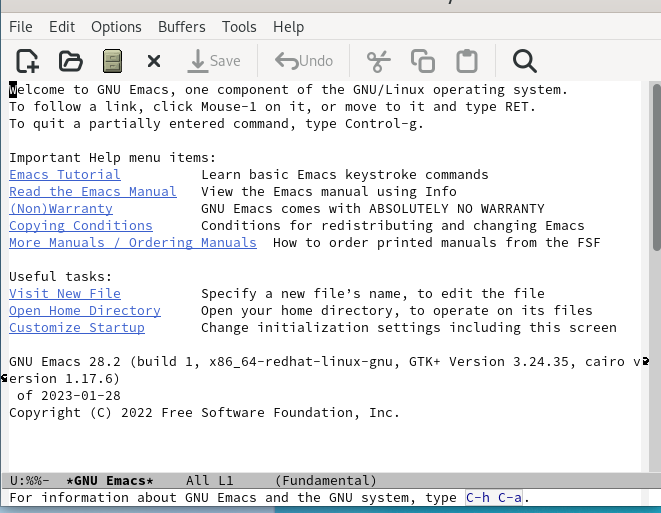 File Edit Options Buffers Tools Help
Save Undo
Welcome to GNU Emacs, one component of the GNU/Linux operating system.
To follow a link, click Mouse-1 on it, or move to it and type RET.
To quit a partially entered command, type Control-g.
Important Help menu items:
Emacs Tutorial Learn basic Emacs keystroke commands
Read the Emacs Manual View the Emacs manual using Info
(Non)Warranty GNU Emacs comes with ABSOLUTELY NO WARRANTY
Copying Conditions Conditions for redistributing and changing Emacs
More Manuals / Ordering Manuals How to order printed manuals from the FSF
Useful tasks:
Visit New File Specify a new file’s name, to edit the file
Open Home Directory Open your home directory, to operate on its files
Customize Startup Change initialization settings including this screen
GNU Emacs 28.2 (build 1, x86_64-redhat-linux-gnu, GTK+ Version 3.24.35, cairo v
ersion 1.17.6)
of 2023-01-28
Copyright (C) 2022 Free Software Foundation, Inc.
U:%%- *GNU Emacs* All L1 (Fundamental)
For information about GNU Emacs and the GNU system, type C-h C-a.